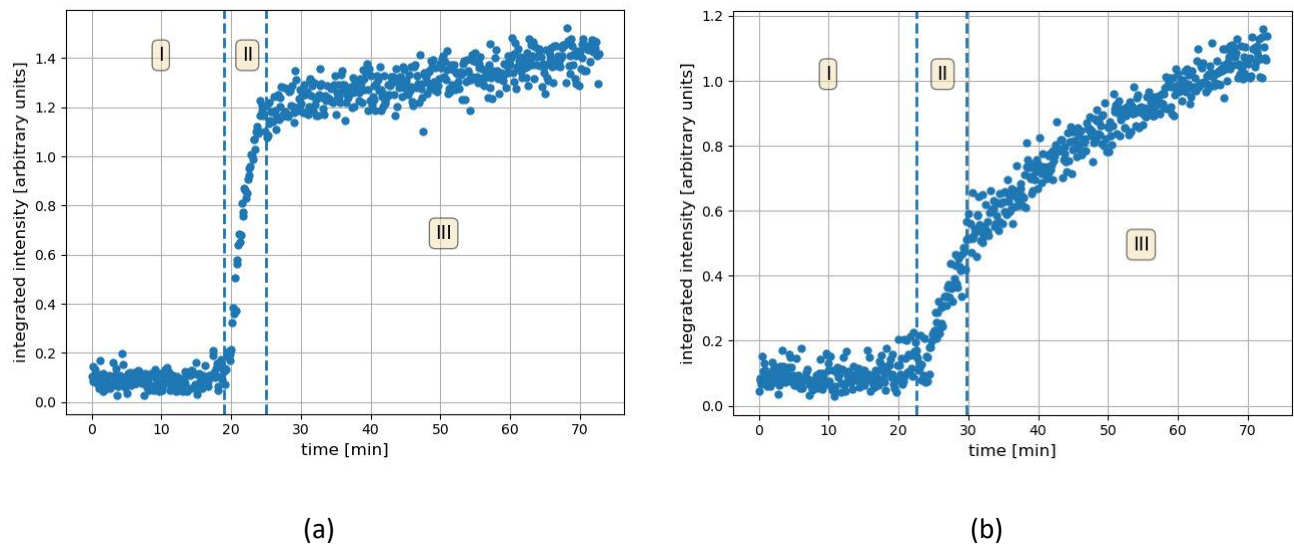 I
II
III
1.4
1.2
1.0
0.8
0.6
0.4
0.2
0.0
integrated intensity [arbitrary units]
0 10 20 30 40 50 60 70
time [min]
(a)
I
II
III
1.2
1.0
0.8
0.6
0.4
0.2
0.0
integrated intensity [arbitrary units]
0 10 20 30 40 50 60 70
time [min]
(b)